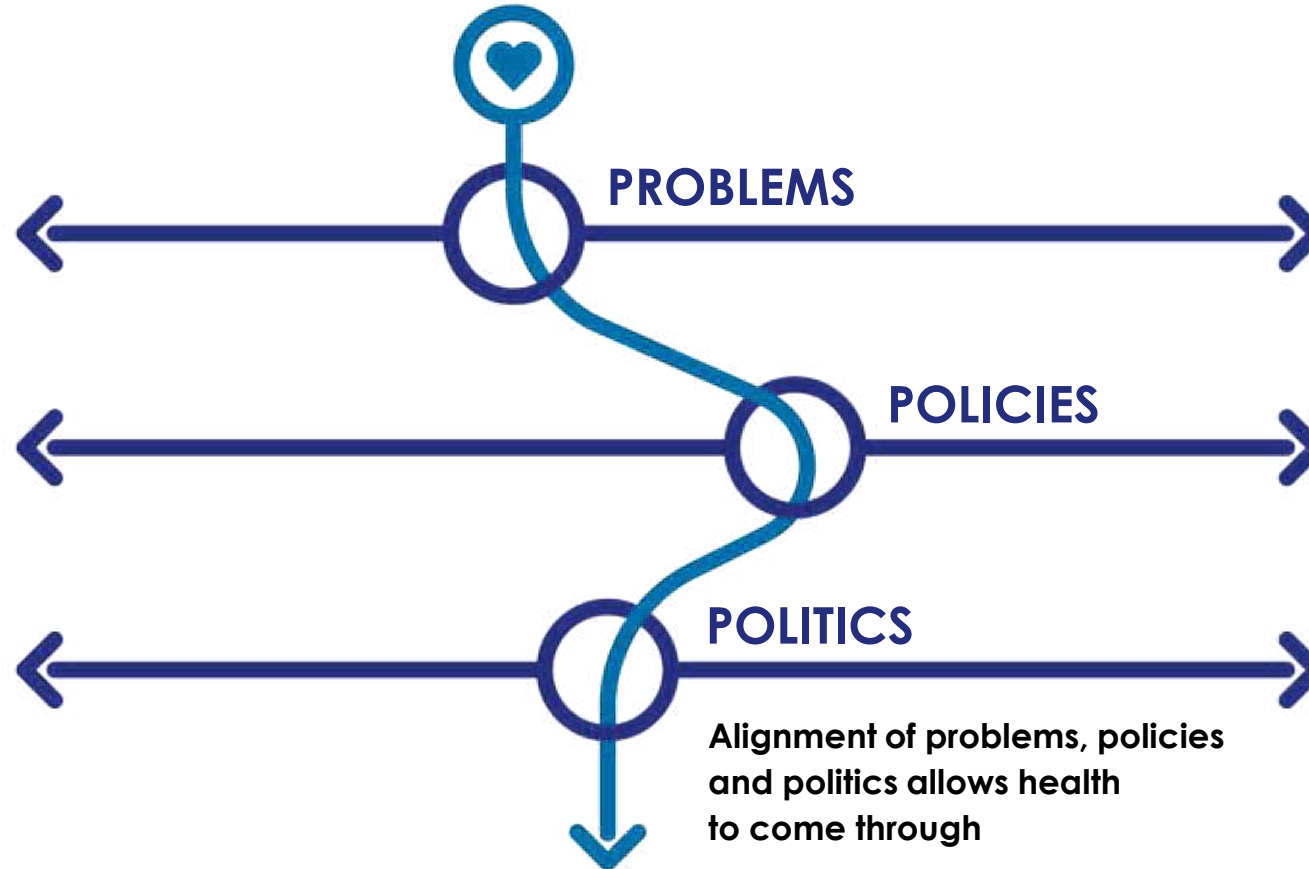 PROBLEMS
POLICIES
POLITICS
Alignment of problems, policies
and politics allows health
to come through